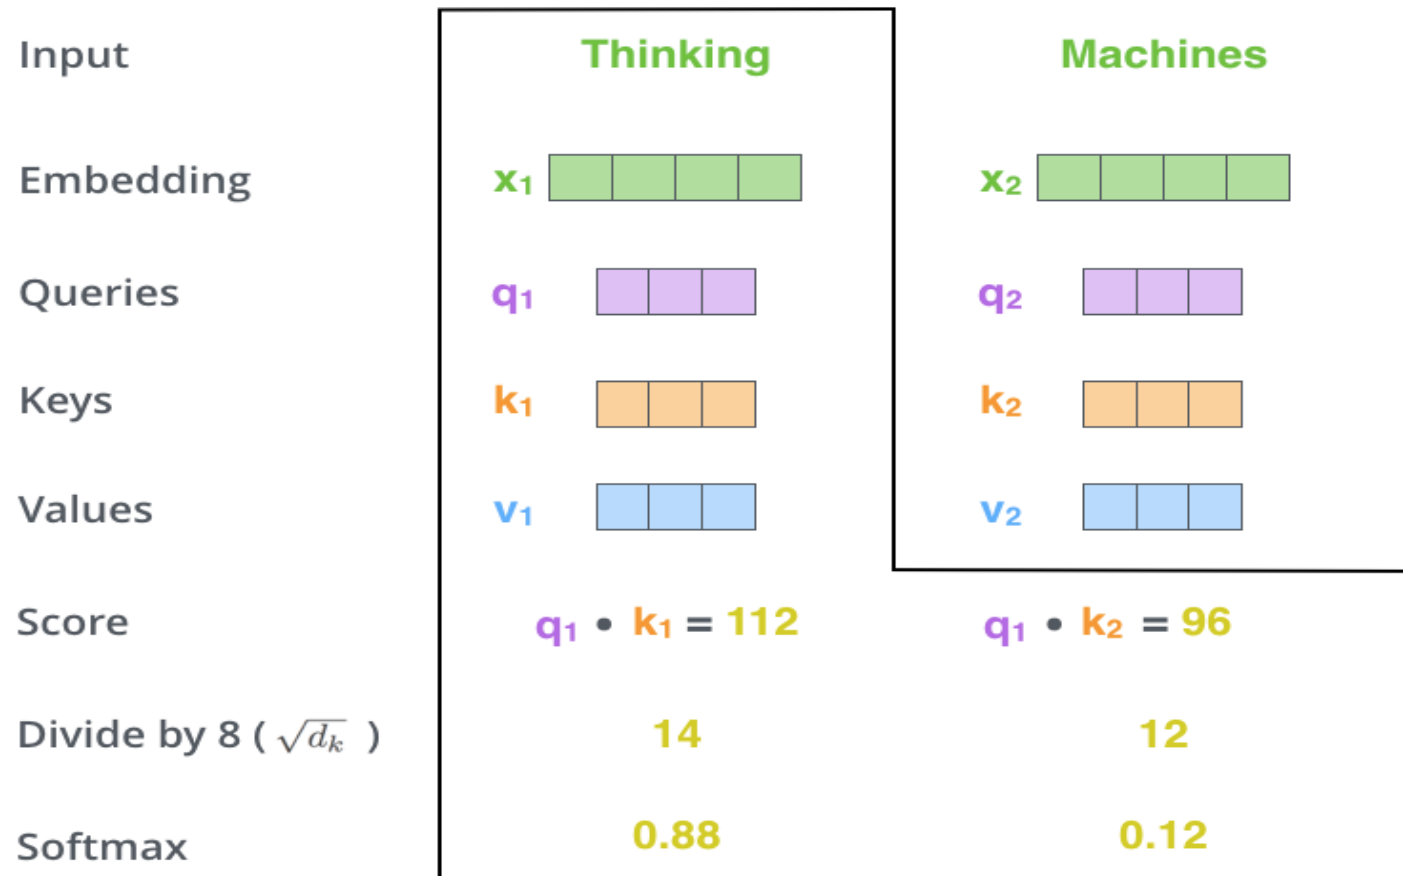 Input Thinking Machines
Embedding x₁ x₂
Queries q₁ q₂
Keys k₁ k₂
Values v₁ v₂
Score q₁ • k₁ = 112 q₁ • k₂ = 96
Divide by 8 ( √dₖ ) 14 12
Softmax 0.88 0.12